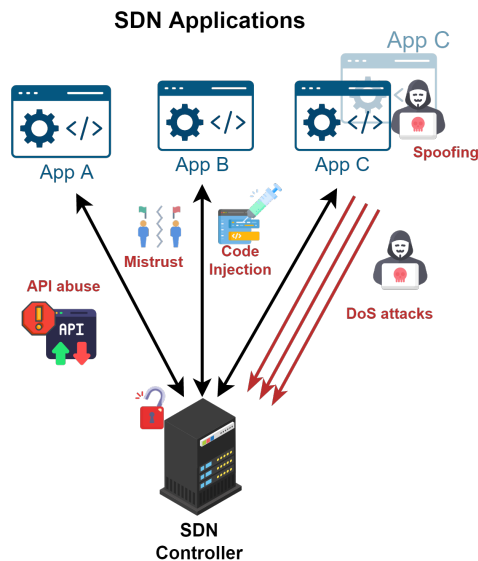 SDN Applications
App C
App A
App B
App C
Spoofing
Mistrust
Code
Injection
API abuse
API
DoS attacks
SDN
Controller